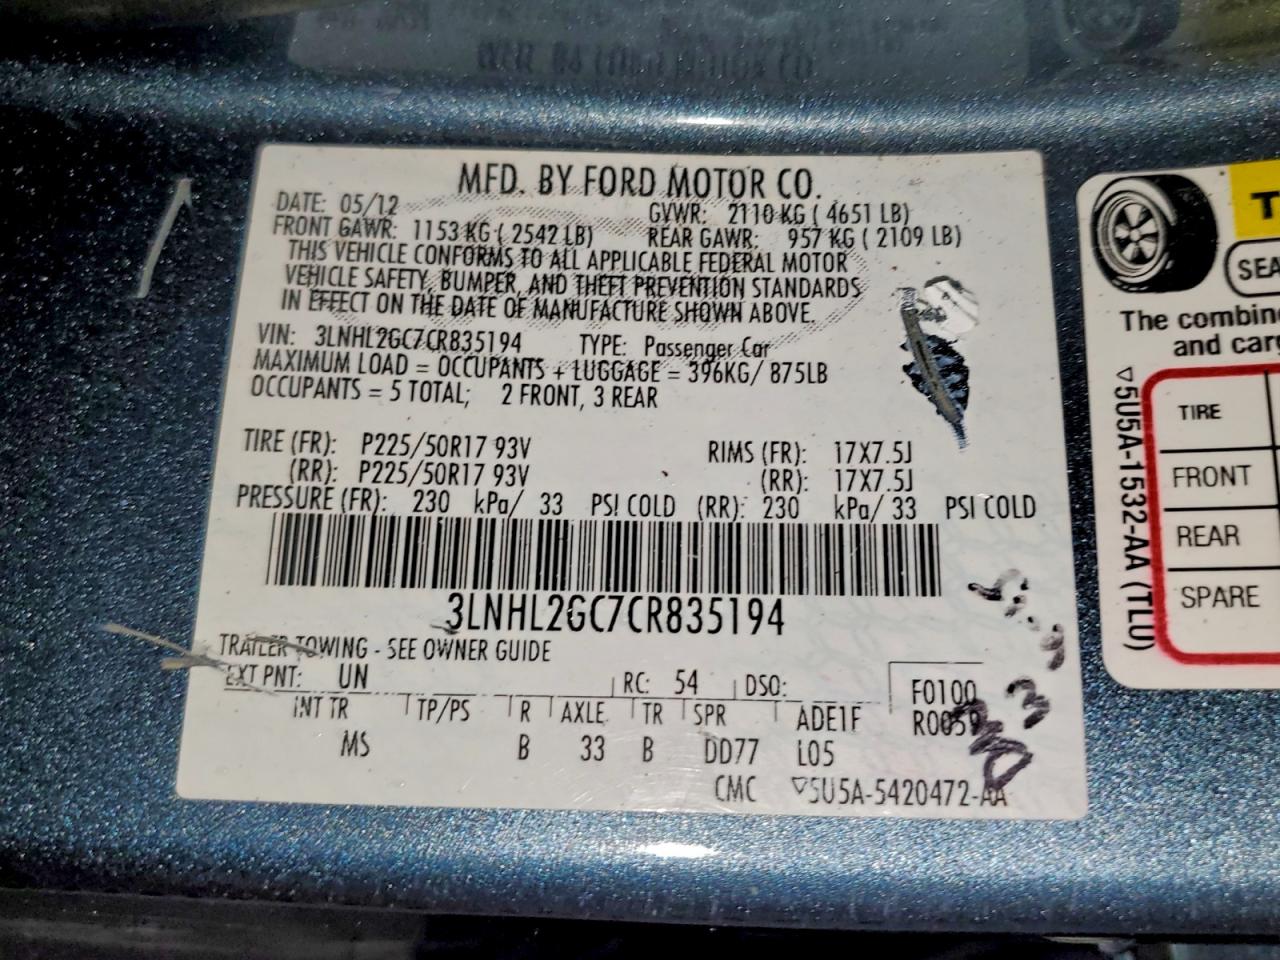 MFD. BY FORD MOTOR CO.
DATE: 05/12 GVWR: 2110 KG ( 4651 LB)
FRONT GAWR: 1153 KG ( 2542 LB) REAR GAWR: 957 KG ( 2109 LB)
THIS VEHICLE CONFORMS TO ALL APPLICABLE FEDERAL MOTOR
VEHICLE SAFETY, BUMPER, AND THEFT PREVENTION STANDARDS
IN EFFECT ON THE DATE OF MANUFACTURE SHOWN ABOVE.
VIN: 3LNHL2GC7CR835194 TYPE: Passenger Car
MAXIMUM LOAD = OCCUPANTS + LUGGAGE = 396KG/ 875LB
OCCUPANTS = 5 TOTAL; 2 FRONT, 3 REAR
TIRE (FR): P225/50R17 93V RIMS (FR): 17X7.5J
(RR): P225/50R17 93V (RR): 17X7.5J
PRESSURE (FR): 230 kPa/ 33 PSI COLD (RR): 230 kPa/ 33 PSI COLD
3LNHL2GC7CR835194
TRAILER TOWING - SEE OWNER GUIDE
EXT PNT: UN RC: 54 DSO: F0100
INT TR TP/PS R AXLE TR SPR ADE1F R0059
MS B 33 B DD77 L05
CMC ▽5U5A-5420472-AA
T
SEA
The combin
and carg
▽5U5A-1532-AA (TLU)
TIRE
FRONT
REAR
SPARE